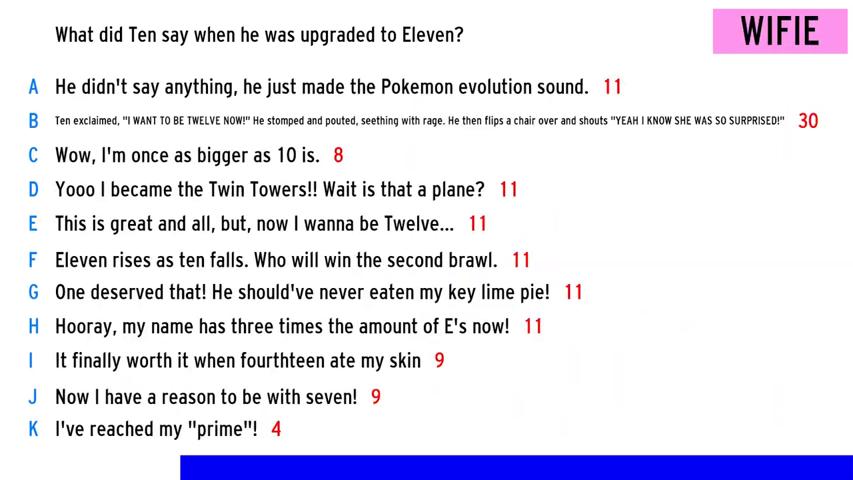 What did Ten say when he was upgraded to Eleven?
WIFIE
A He didn't say anything, he just made the Pokemon evolution sound. 11
B Ten exclaimed, "I WANT TO BE TWELVE NOW!" He stomped and pouted, seething with rage. He then flips a chair over and shouts "YEAH I KNOW SHE WAS SO SURPRISED!" 30
C Wow, I'm once as bigger as 10 is. 8
D Yooo I became the Twin Towers!! Wait is that a plane? 11
E This is great and all, but, now I wanna be Twelve... 11
F Eleven rises as ten falls. Who will win the second brawl. 11
G One deserved that! He should've never eaten my key lime pie! 11
H Hooray, my name has three times the amount of E's now! 11
I It finally worth it when fourthteen ate my skin 9
J Now I have a reason to be with seven! 9
K I've reached my "prime"! 4